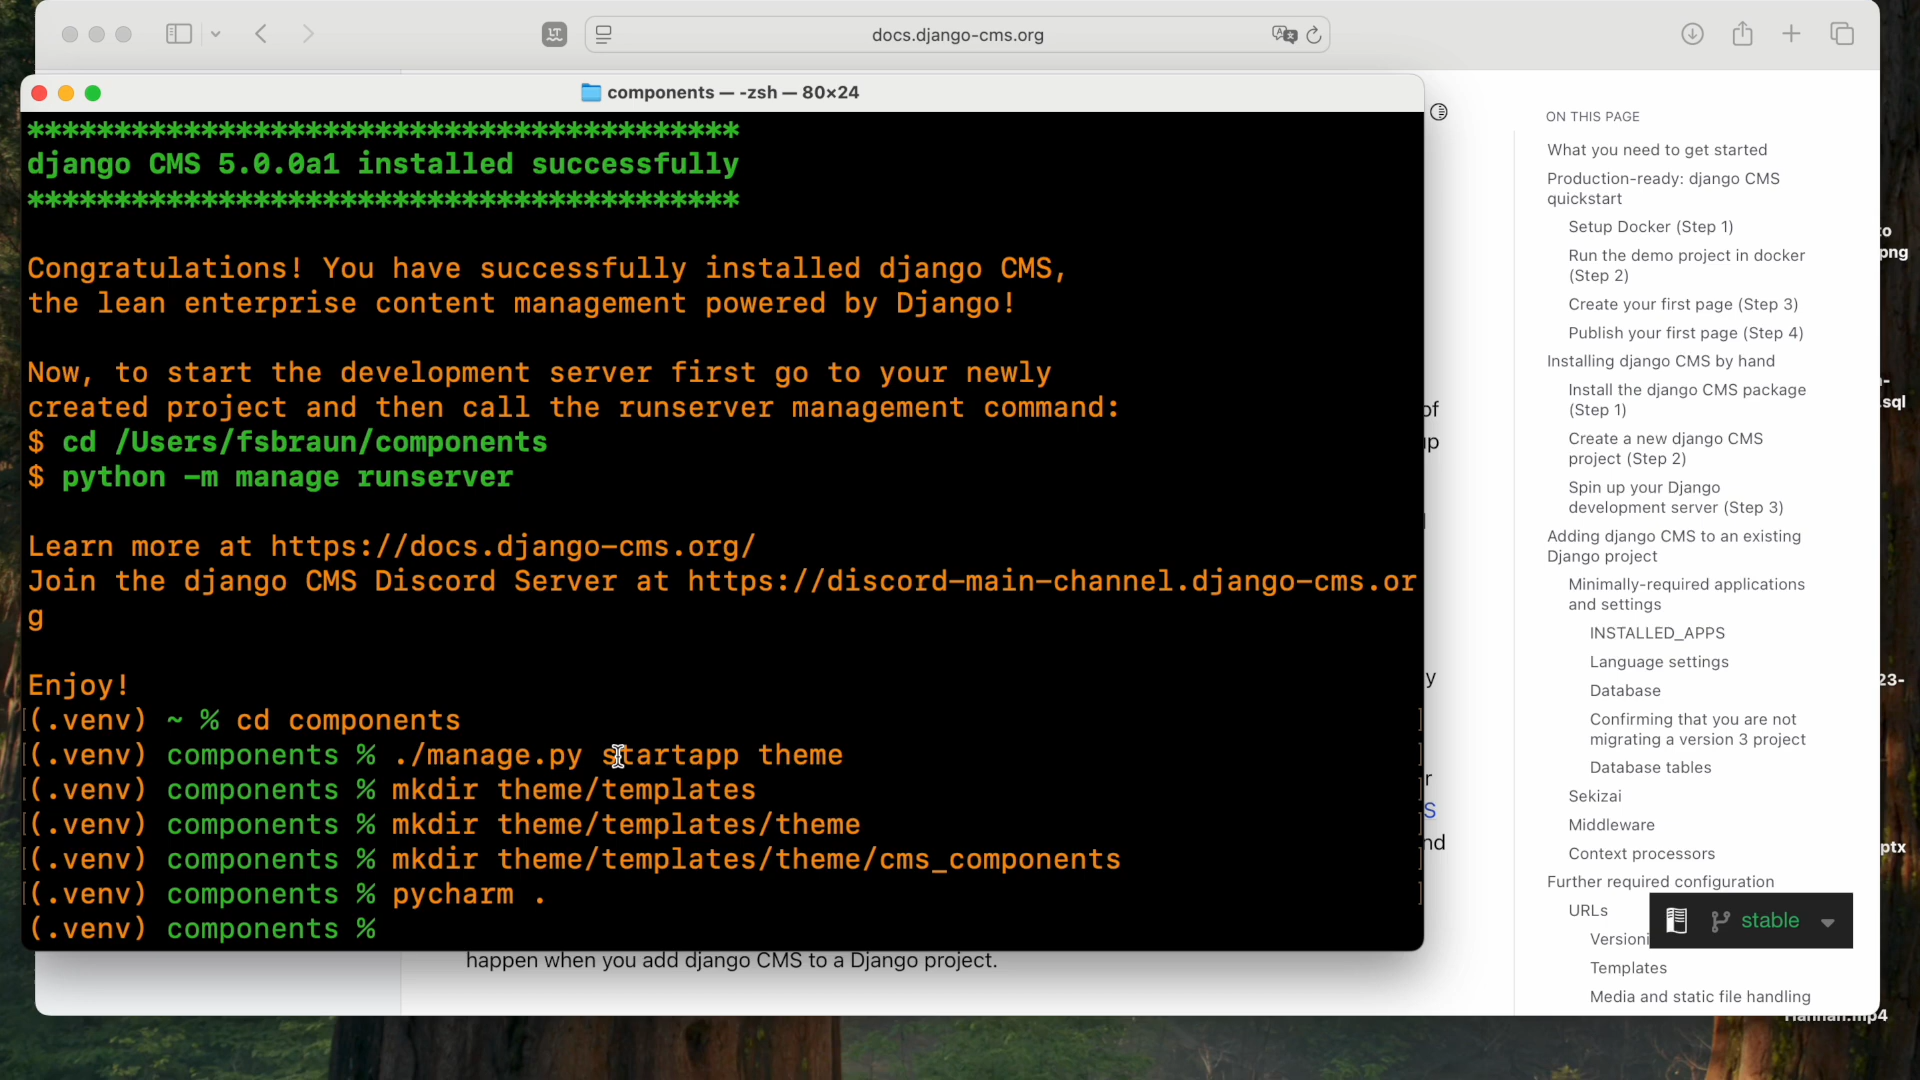 docs.django-cms.org
components — -zsh — 80×24
*****************************************
django CMS 5.0.0a1 installed successfully
*****************************************
Congratulations! You have successfully installed django CMS,
the lean enterprise content management powered by Django!
Now, to start the development server first go to your newly
created project and then call the runserver management command:
$ cd /Users/fsbraun/components
$ python -m manage runserver
Learn more at https://docs.django-cms.org/
Join the django CMS Discord Server at https://discord-main-channel.django-cms.or
g
Enjoy!
(.venv) ~ % cd components
(.venv) components % ./manage.py startapp theme
(.venv) components % mkdir theme/templates
(.venv) components % mkdir theme/templates/theme
(.venv) components % mkdir theme/templates/theme/cms_components
(.venv) components % pycharm .
(.venv) components %
happen when you add django CMS to a Django project.
ON THIS PAGE
What you need to get started
Production-ready: django CMS
quickstart
Setup Docker (Step 1)
Run the demo project in docker
(Step 2)
Create your first page (Step 3)
Publish your first page (Step 4)
Installing django CMS by hand
Install the django CMS package
(Step 1)
Create a new django CMS
project (Step 2)
Spin up your Django
development server (Step 3)
Adding django CMS to an existing
Django project
Minimally-required applications
and settings
INSTALLED_APPS
Language settings
Database
Confirming that you are not
migrating a version 3 project
Database tables
Sekizai
Middleware
Context processors
Further required configuration
URLs
Versioni
Templates
Media and static file handling
stable
png
.sql
23-
ptx